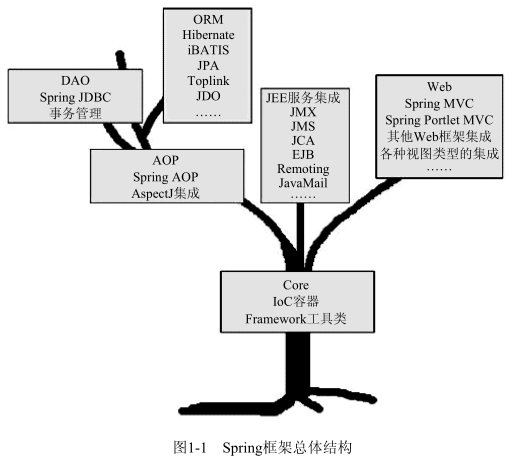 ORM
Hibernate
iBATIS
JPA
Toplink
JDO
……
DAO
Spring JDBC
事务管理
JEE服务集成
JMX
JMS
JCA
EJB
Remoting
JavaMail
……
Web
Spring MVC
Spring Portlet MVC
其他Web框架集成
各种视图类型的集成
……
AOP
Spring AOP
AspectJ集成
Core
IoC容器
Framework工具类
图1-1 Spring框架总体结构